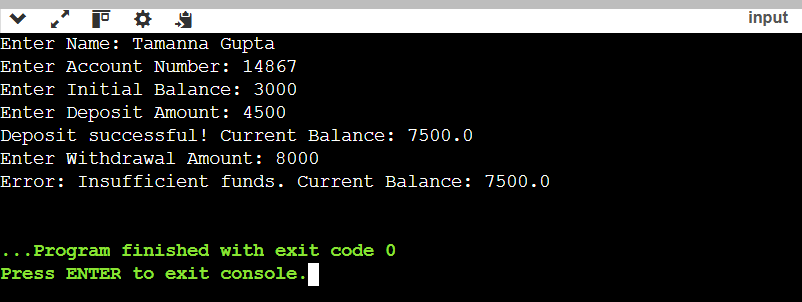 input
Enter Name: Tamanna Gupta
Enter Account Number: 14867
Enter Initial Balance: 3000
Enter Deposit Amount: 4500
Deposit successful! Current Balance: 7500.0
Enter Withdrawal Amount: 8000
Error: Insufficient funds. Current Balance: 7500.0
...Program finished with exit code 0
Press ENTER to exit console.